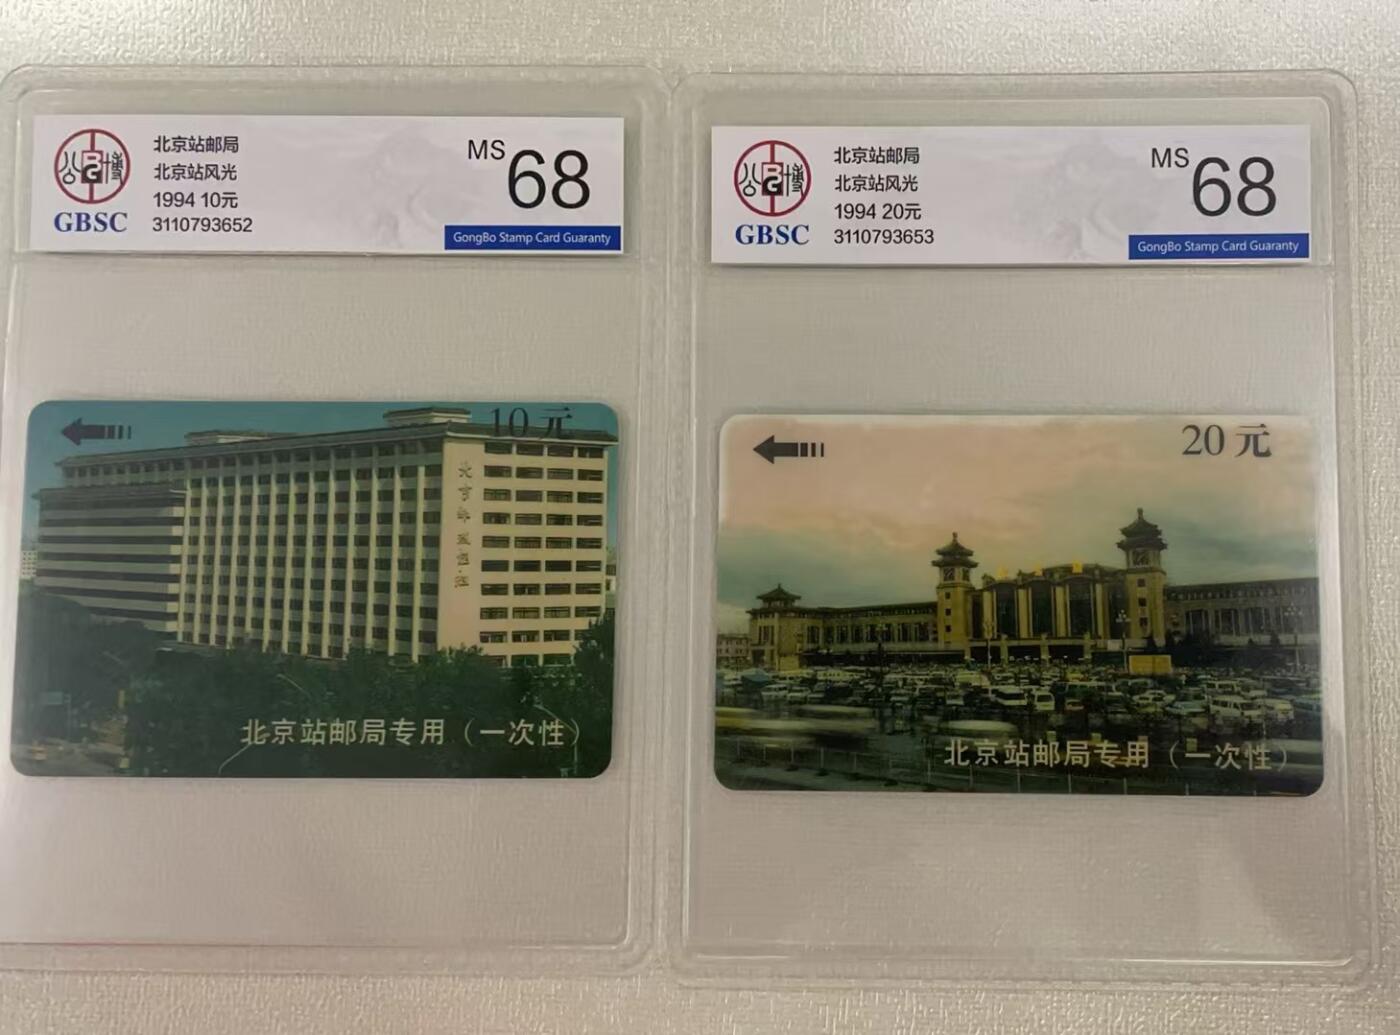 北京站邮局
北京站风光
1994 10元
3110793652
MS 68
GBSC
GongBo Stamp Card Guaranty
10元
北京站邮局专用（一次性）
北京站邮局
北京站风光
1994 20元
3110793653
MS 68
GBSC
GongBo Stamp Card Guaranty
20元
北京站邮局专用（一次性）